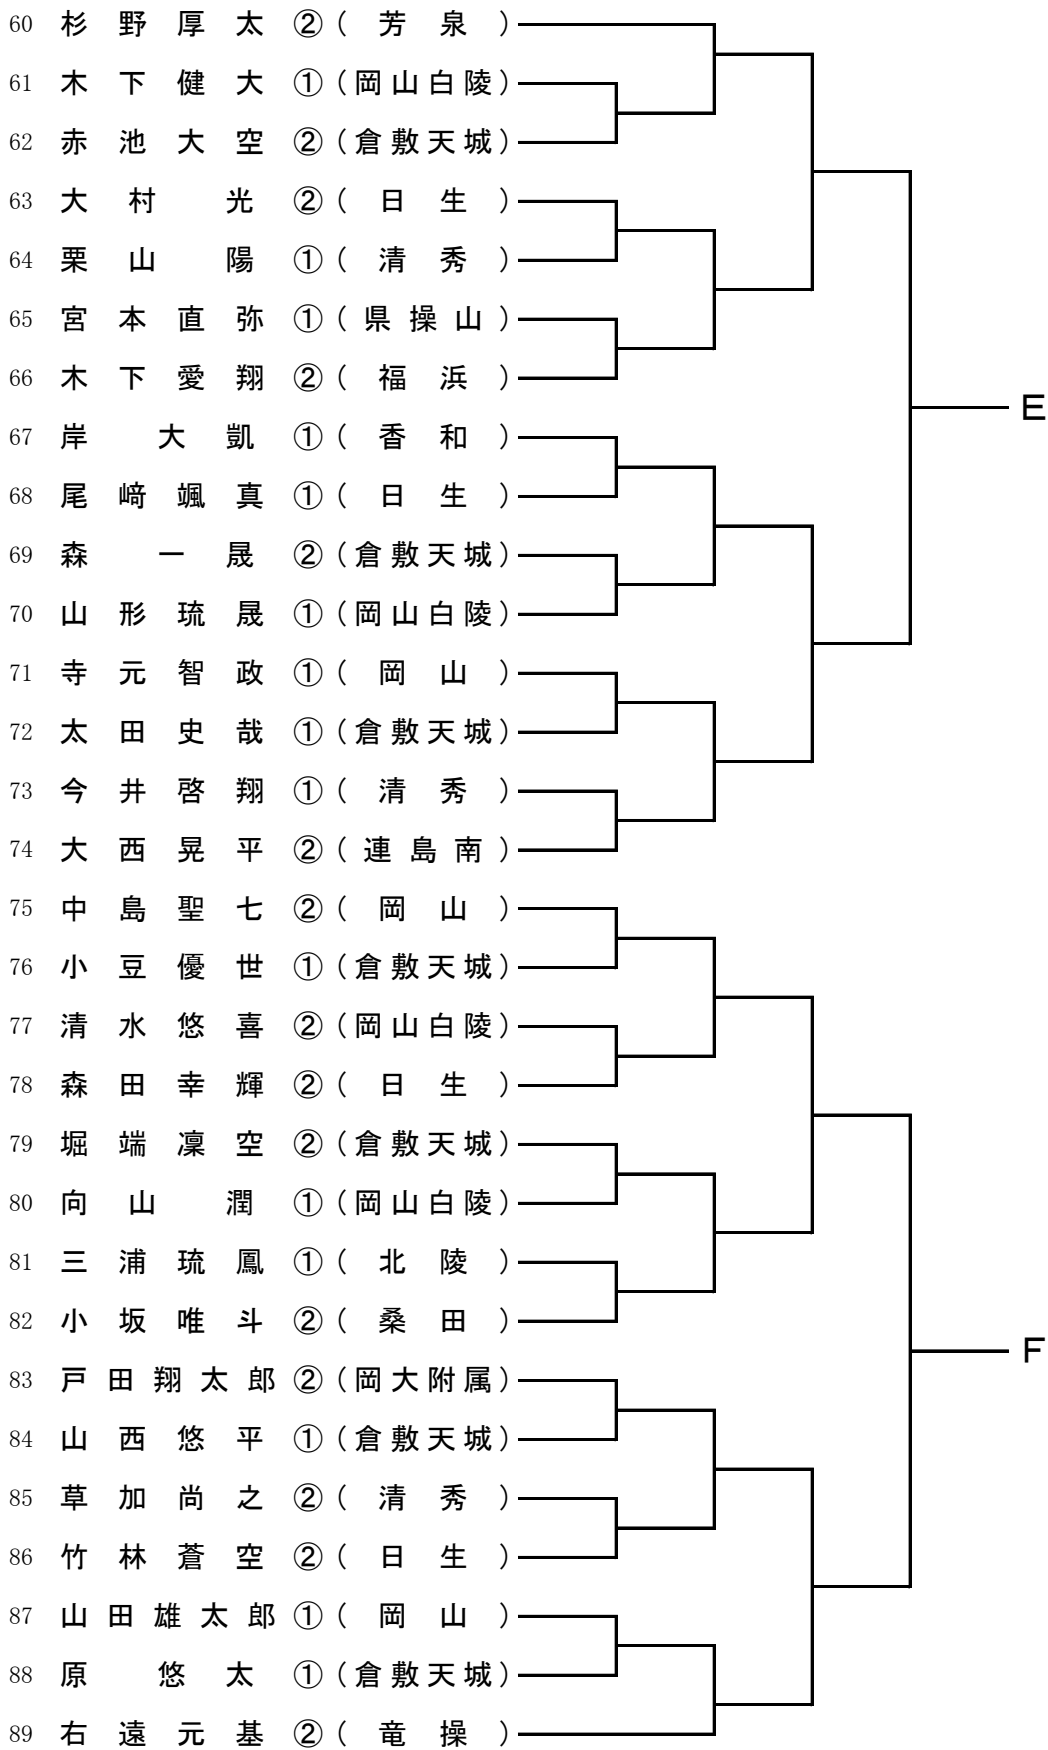 60 杉野厚太 ② (芳泉)
61 木下健大 ① (岡山白陵)
62 赤池大空 ② (倉敷天城)
63 大村光 ② (日生)
64 栗山陽 ① (清秀)
65 宮本直弥 ① (県操山)
66 木下愛翔 ② (福浜)
67 岸大凱 ① (香和)
68 尾﨑颯真 ① (日生)
69 森一晟 ② (倉敷天城)
70 山形琉晟 ① (岡山白陵)
71 寺元智政 ① (岡山)
72 太田史哉 ① (倉敷天城)
73 今井啓翔 ① (清秀)
74 大西晃平 ② (連島南)
75 中島聖七 ② (岡山)
76 小豆優世 ① (倉敷天城)
77 清水悠喜 ② (岡山白陵)
78 森田幸輝 ② (日生)
79 堀端凜空 ② (倉敷天城)
80 向山潤 ① (岡山白陵)
81 三浦琉鳳 ① (北陵)
82 小坂唯斗 ② (桑田)
83 戸田翔太郎 ② (岡大附属)
84 山西悠平 ① (倉敷天城)
85 草加尚之 ② (清秀)
86 竹林蒼空 ② (日生)
87 山田雄太郎 ① (岡山)
88 原悠太 ① (倉敷天城)
89 右遠元基 ② (竜操)
E
F